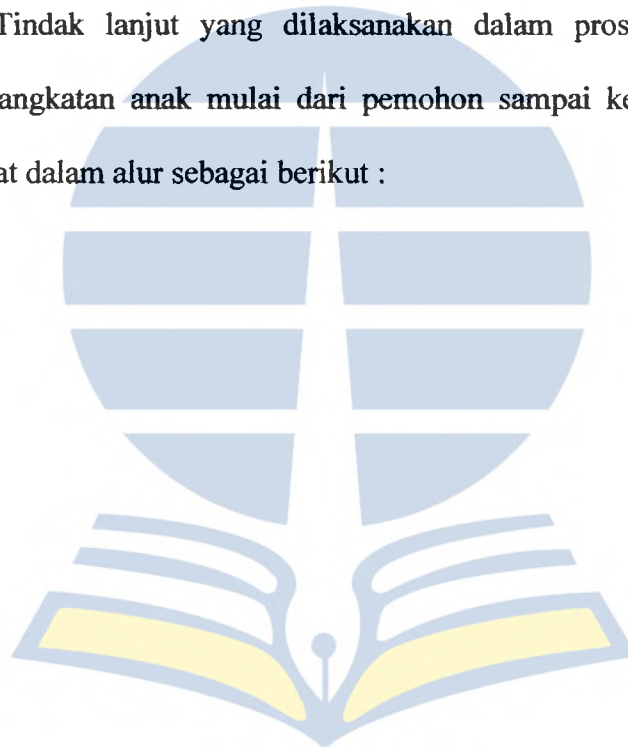 Tindak lanjut yang dilaksanakan dalam pros
angkatan anak mulai dari pemohon sampai ke
at dalam alur sebagai berikut :